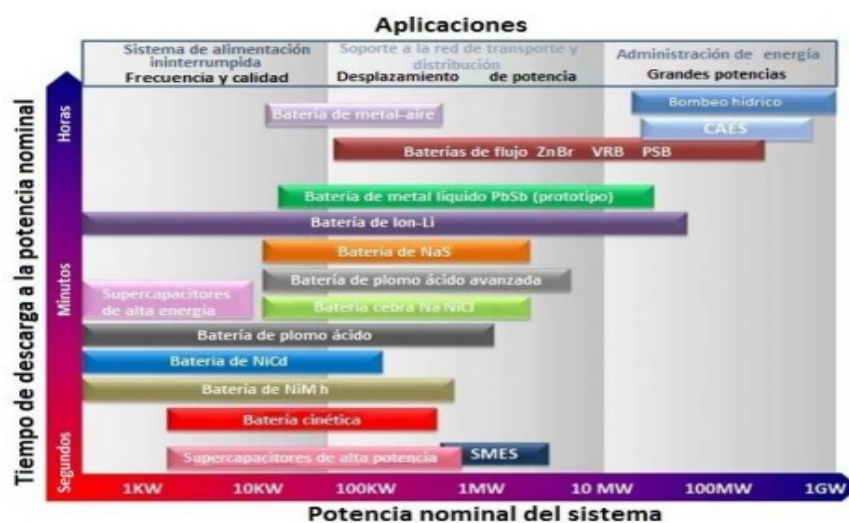 Aplicaciones
Sistema de alimentación
ininterrumpida
Frecuencia y calidad
Soporte a la red de transporte y
distribución
Desplazamiento de potencia
Administración de energía
Grandes potencias
Tiempo de descarga a la potencia nominal
Horas
Minutos
Segundos
Bombeo hídrico
Batería de metal-aire
CAES
Baterías de flujo ZnBr VRB PSB
Batería de metal líquido PbSb (prototipo)
Batería de Ion-Li
Batería de NaS
Batería de plomo ácido avanzada
Supercapacitores
de alta energía
Batería cebra Na NiCl
Batería de plomo ácido
Batería de NiCd
Batería de NiM h
Batería cinética
Supercapacitores de alta potencia
SMES
1KW 10KW 100KW 1MW 10 MW 100MW 1GW
Potencia nominal del sistema